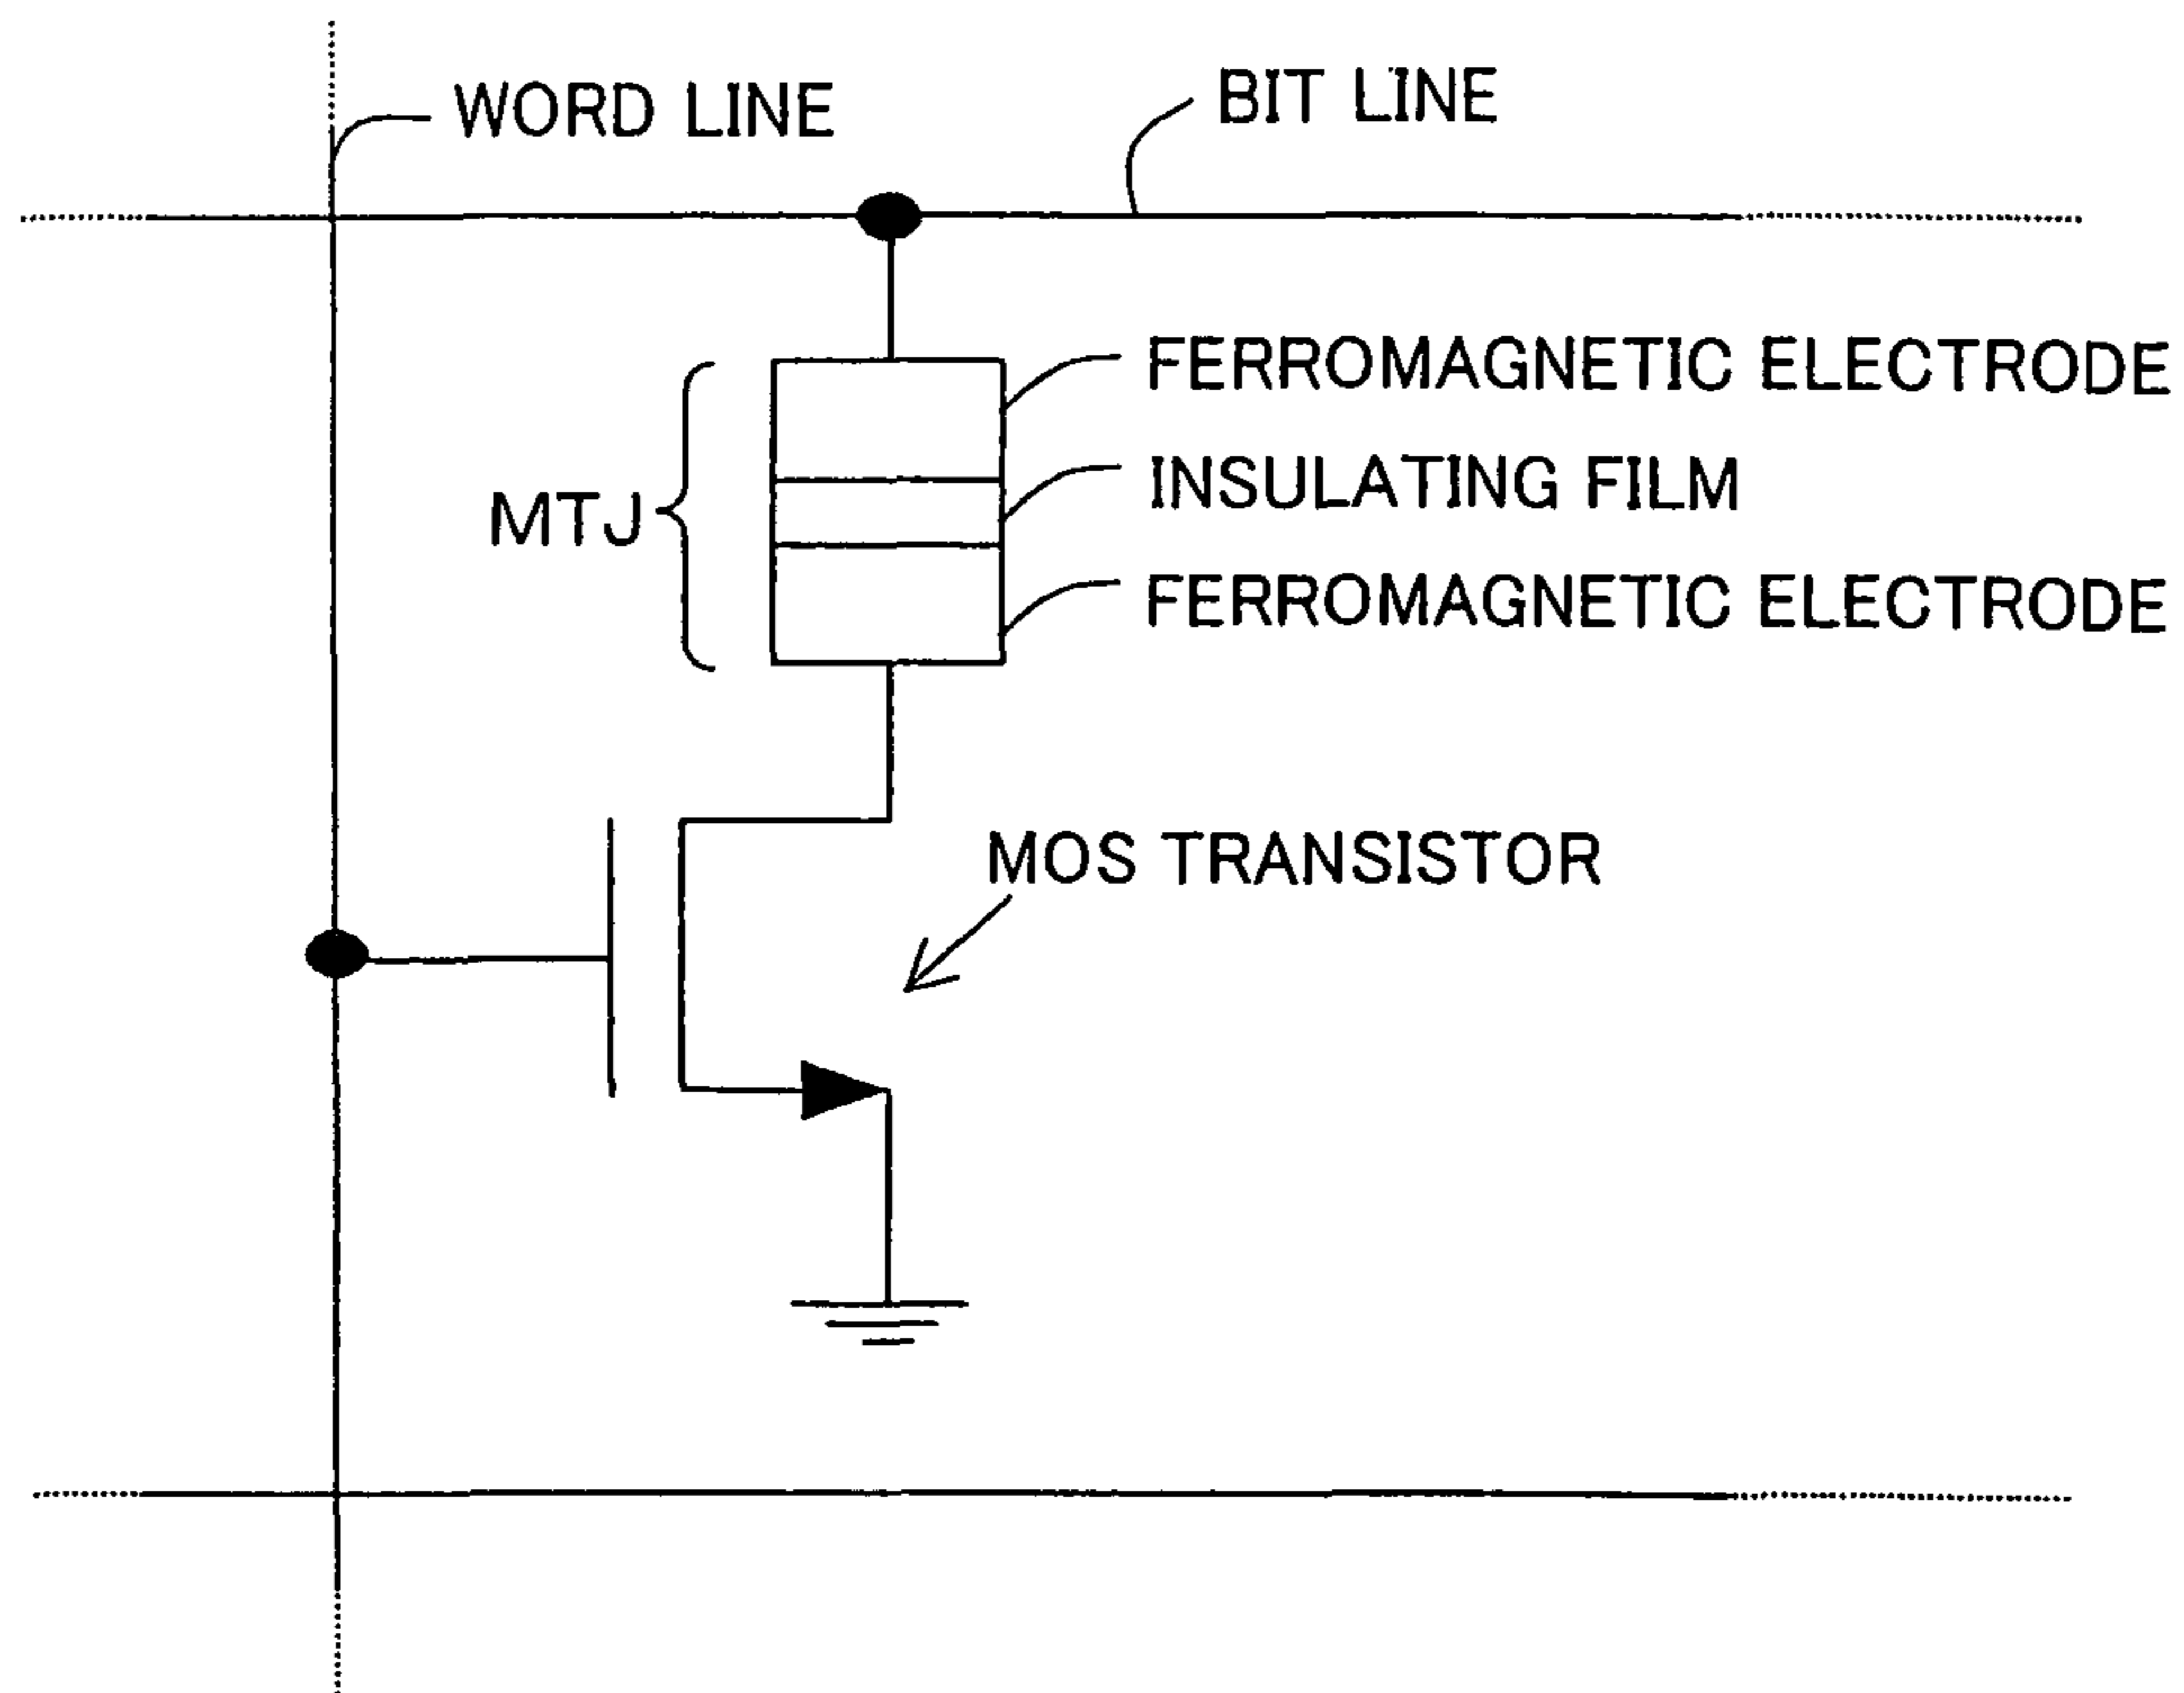 WORD LINE
BIT LINE
FERROMAGNETIC ELECTRODE
INSULATING FILM
MTJ
FERROMAGNETIC ELECTRODE
MOS TRANSISTOR